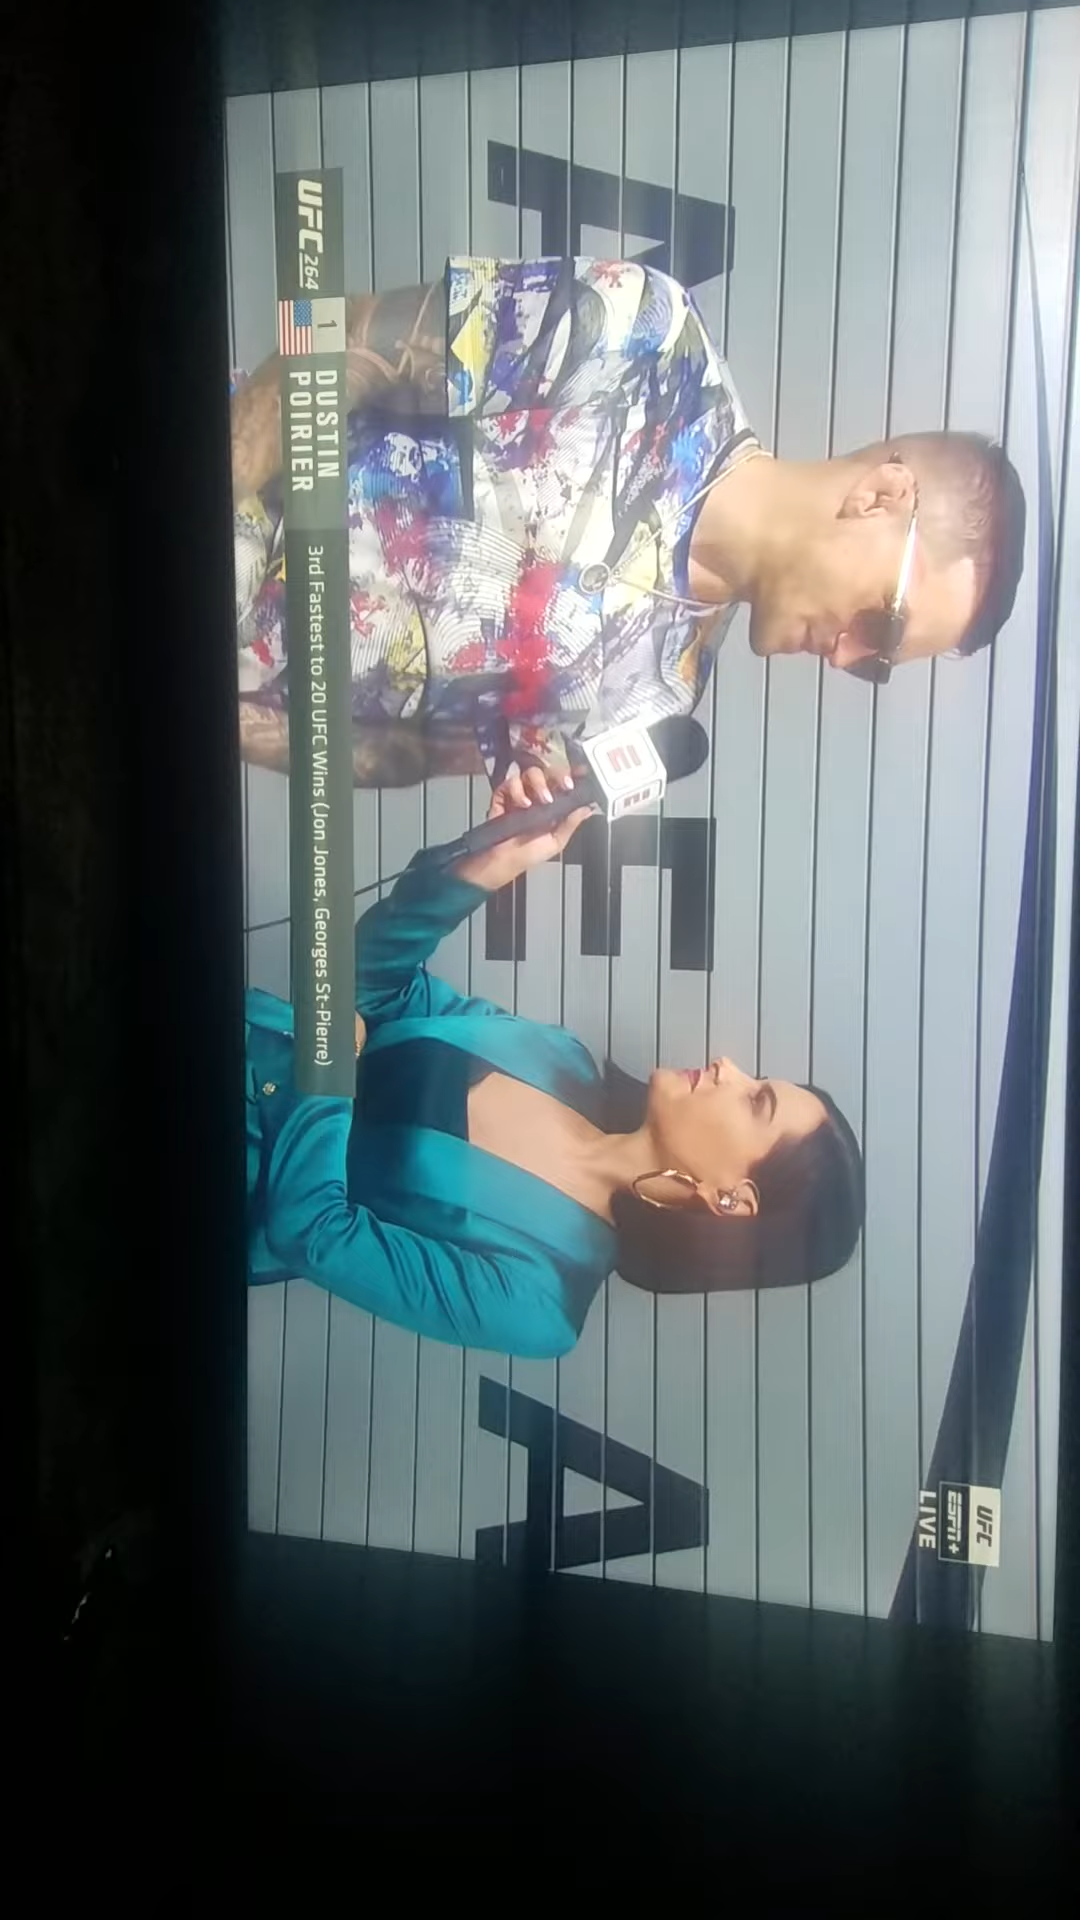 UFC
ESPN+
LIVE
A E A
E
E
UFC 264
1
DUSTIN
POIRIER
3rd Fastest to 20 UFC Wins (Jon Jones, Georges St-Pierre)